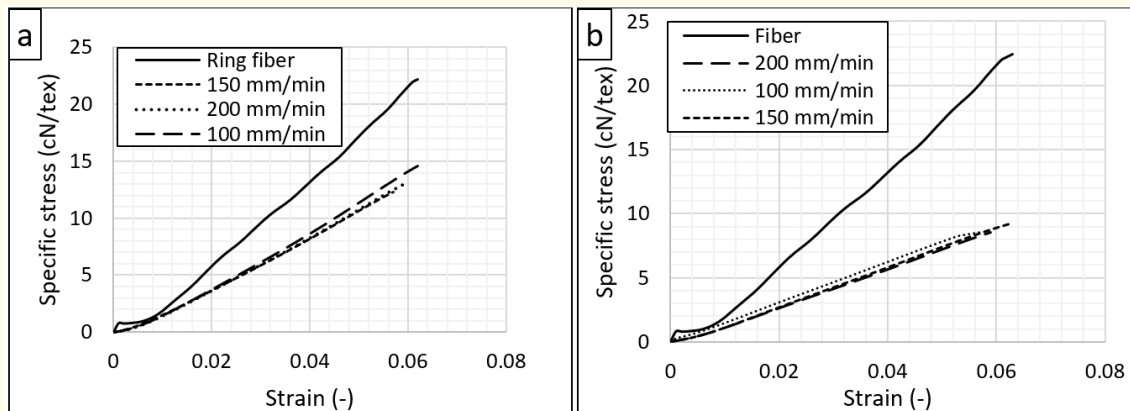 a
Specific stress (cN/tex)
25
20
15
10
5
0
Ring fiber
150 mm/min
200 mm/min
100 mm/min
0
0.02
0.04
0.06
0.08
Strain (-)
b
Specific stress (cN/tex)
25
20
15
10
5
0
Fiber
200 mm/min
100 mm/min
150 mm/min
0
0.02
0.04
0.06
0.08
Strain (-)